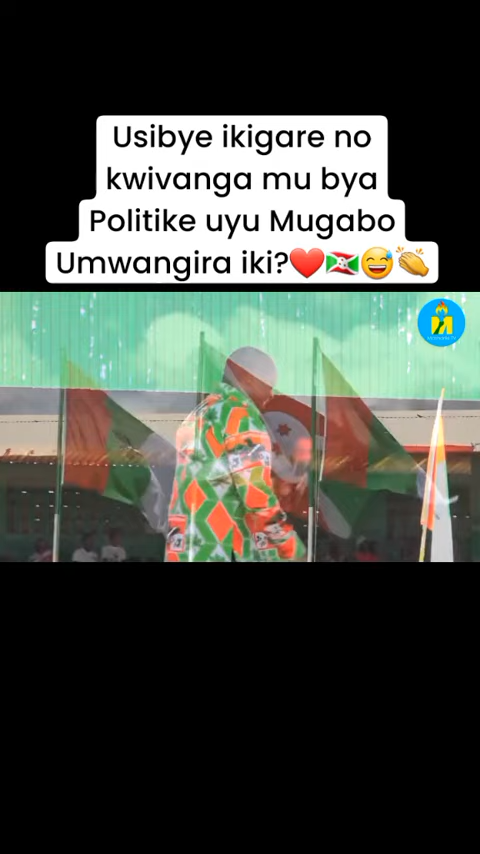 Usibye ikigare no
kwivanga mu bya
Politike uyu Mugabo
Umwangira iki?❤️🇧🇮😅👏